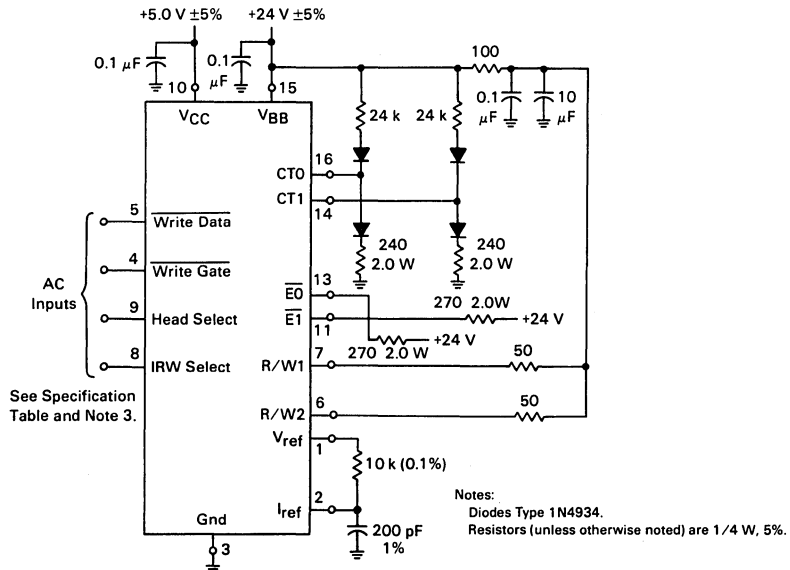 +5.0 V ±5%
+24 V ±5%
0.1 μF
0.1 μF
10
15
VCC
VBB
100
0.1 μF
10 μF
24 k
24 k
16
CT0
CT1
14
5
Write Data
4
Write Gate
AC Inputs
9
Head Select
8
IRW Select
See Specification
Table and Note 3.
240
2.0 W
240
2.0 W
13
E0
E1
11
270 2.0W
+24 V
+24 V
270 2.0 W
7
R/W1
50
6
R/W2
50
Vref
1
10 k (0.1%)
2
Iref
200 pF
1%
Gnd
3
Notes:
Diodes Type 1N4934.
Resistors (unless otherwise noted) are 1/4 W, 5%.